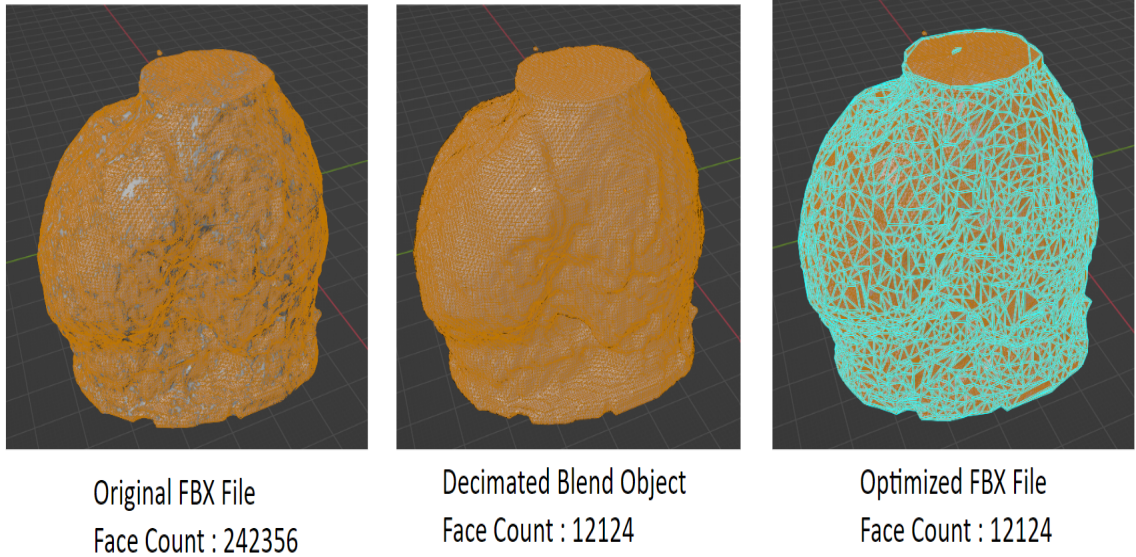 Original FBX File
Face Count : 242356
Decimated Blend Object
Face Count : 12124
Optimized FBX File
Face Count : 12124